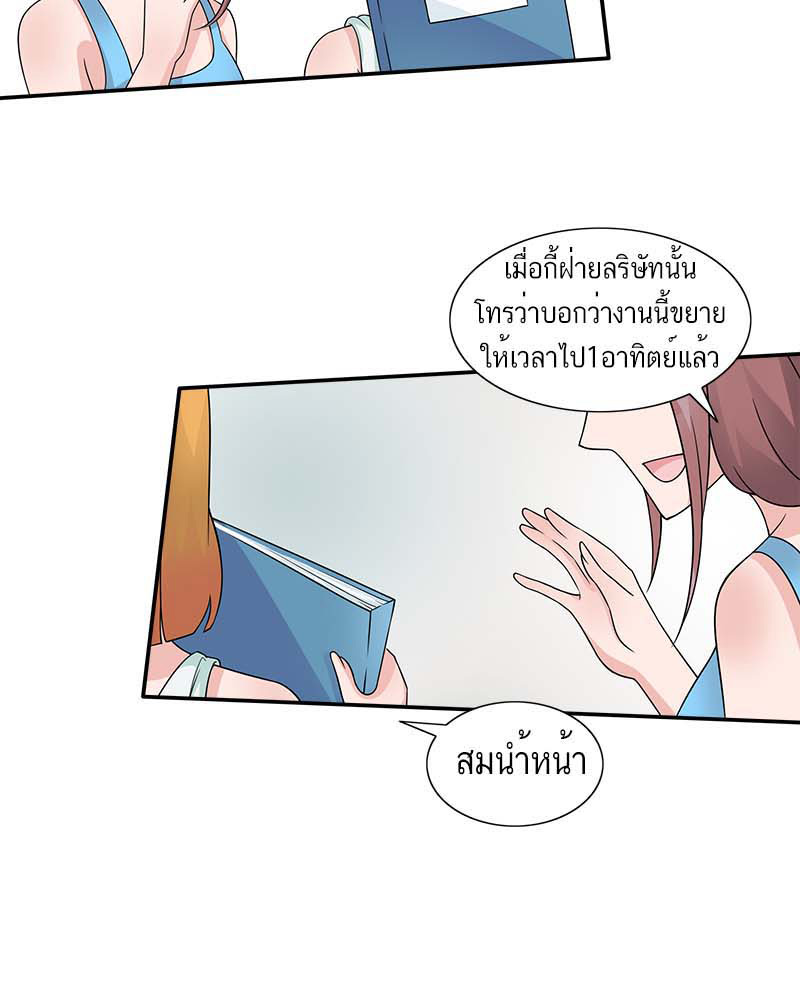 เมื่อกี้ฝ่ายลริษัทนั้น
โทรว่าบอกว่างานนี้ขยาย
ให้เวลาไป1อาทิตย์แล้ว
สมน้ำหน้า